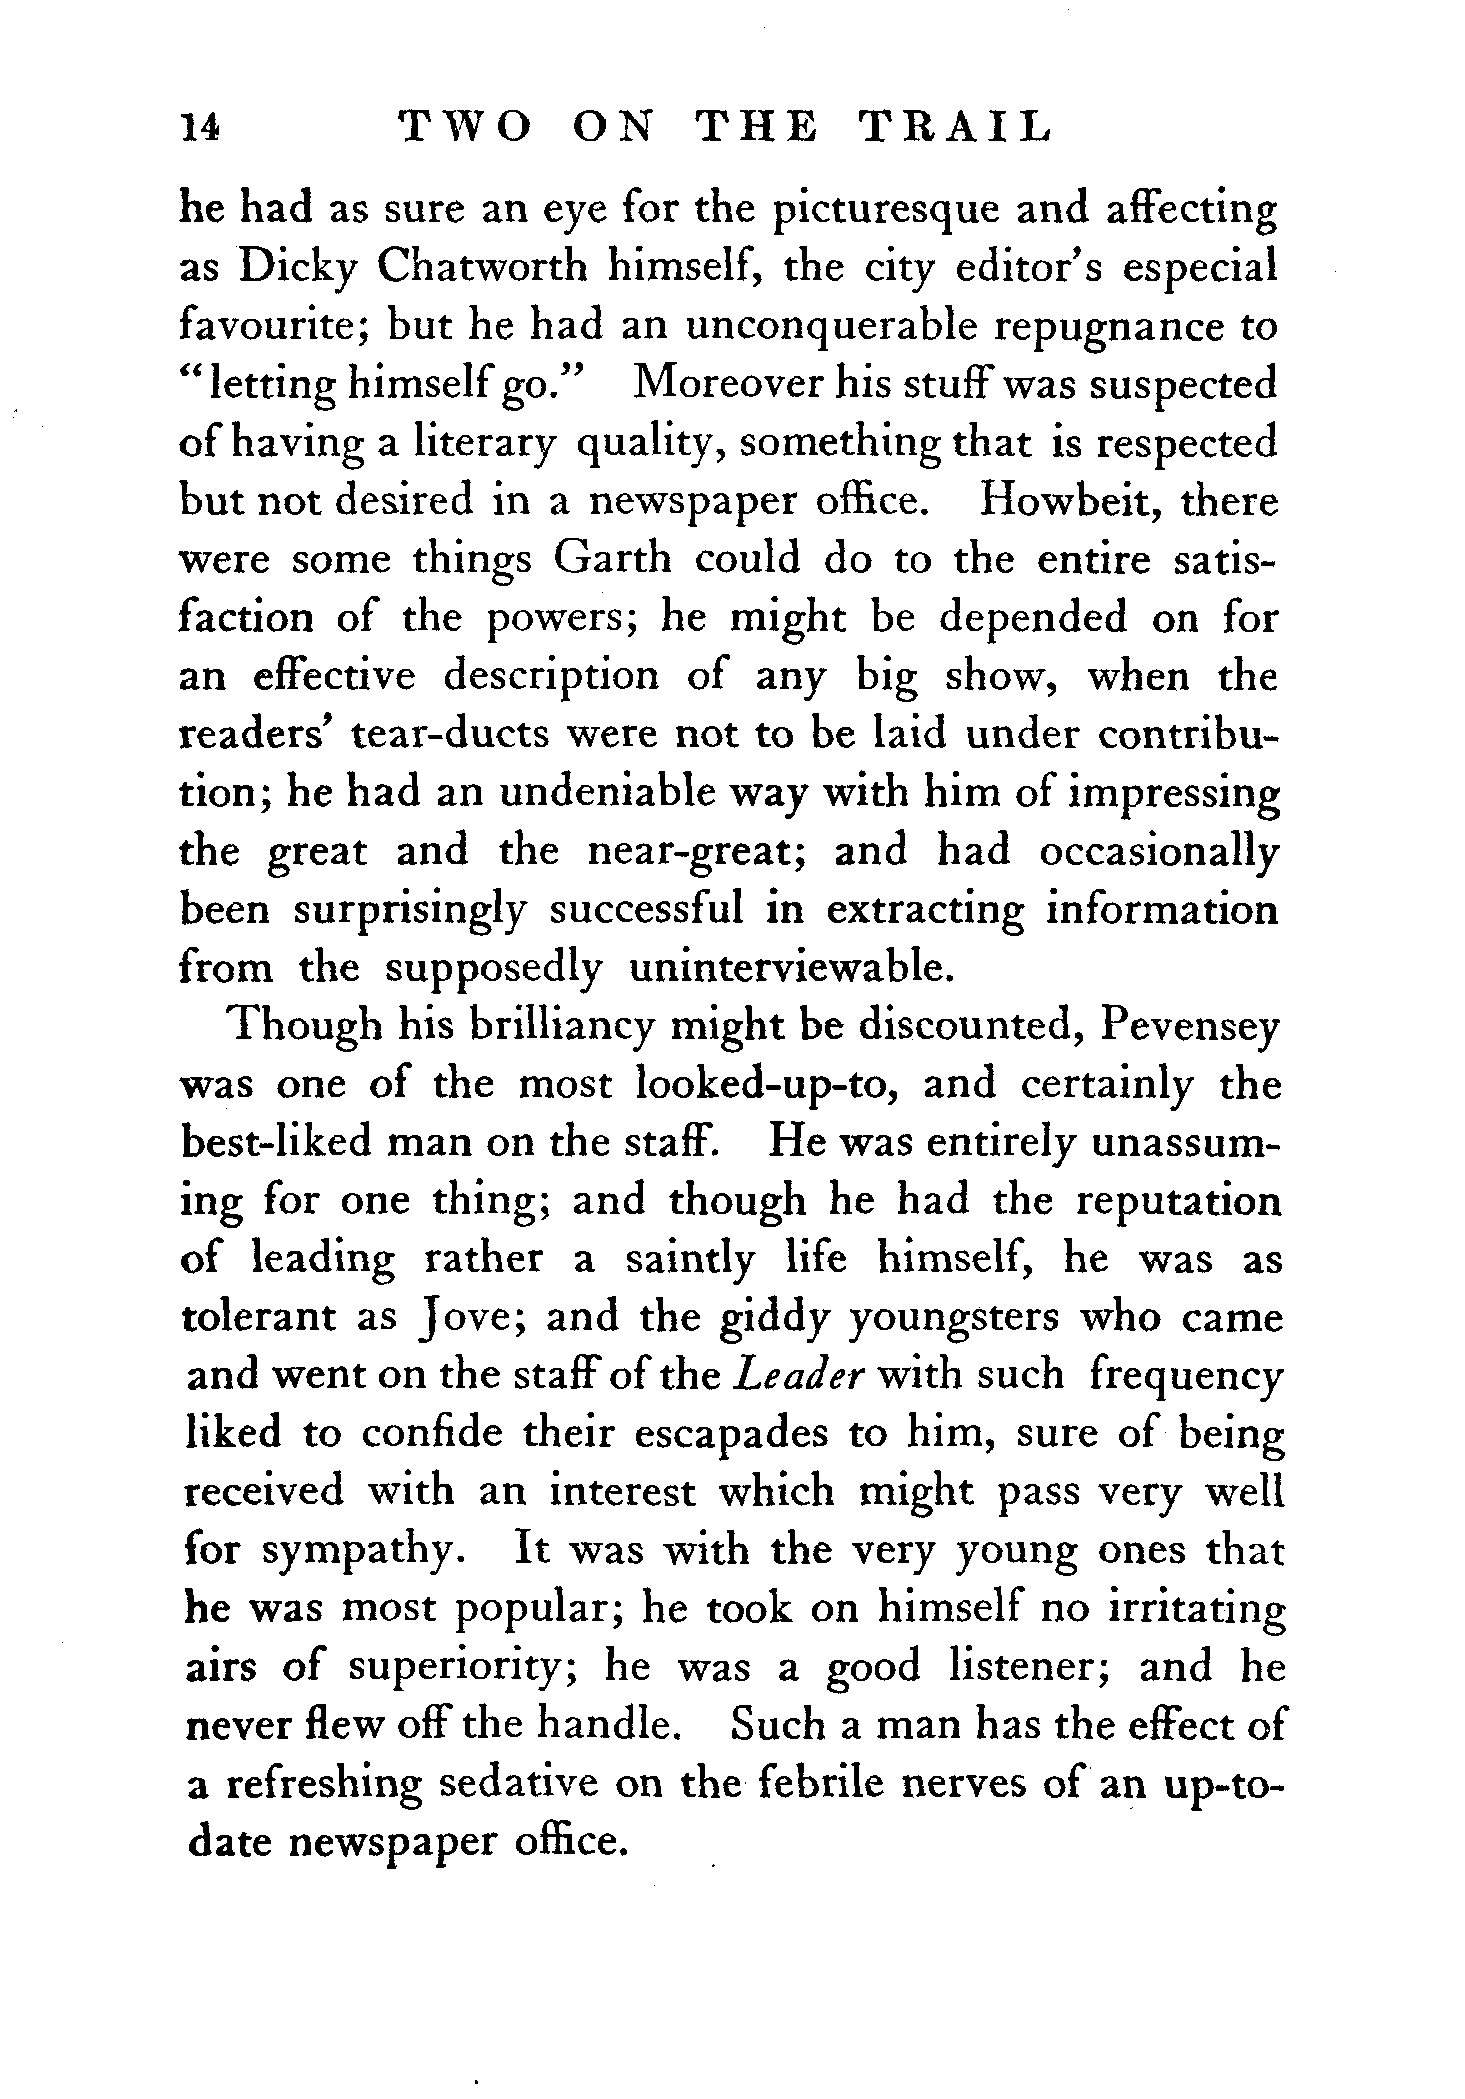 14 TWO ON THE TRAIL
he had as sure an eye for the picturesque and affecting
as Dicky Chatworth himself, the city editor's especial
favourite; but he had an unconquerable repugnance to
"letting himself go." Moreover his stuff was suspected
of having a literary quality, something that is respected
but not desired in a newspaper office. Howbeit, there
were some things Garth could do to the entire satis-
faction of the powers; he might be depended on for
an effective description of any big show, when the
readers' tear-ducts were not to be laid under contribu-
tion; he had an undeniable way with him of impressing
the great and the near-great; and had occasionally
been surprisingly successful in extracting information
from the supposedly uninterviewable.
Though his brilliancy might be discounted, Pevensey
was one of the most looked-up-to, and certainly the
best-liked man on the staff. He was entirely unassum-
ing for one thing; and though he had the reputation
of leading rather a saintly life himself, he was as
tolerant as Jove; and the giddy youngsters who came
and went on the staff of the Leader with such frequency
liked to confide their escapades to him, sure of being
received with an interest which might pass very well
for sympathy. It was with the very young ones that
he was most popular; he took on himself no irritating
airs of superiority; he was a good listener; and he
never flew off the handle. Such a man has the effect of
a refreshing sedative on the febrile nerves of an up-to-
date newspaper office.